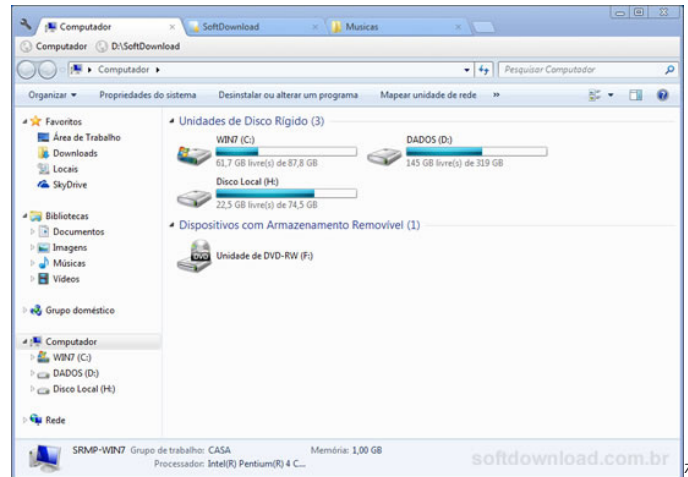 Computador SoftDownload Musicas
Computador D:\SoftDownload
Computador Pesquisar Computador
Organizar Propriedades do sistema Desinstalar ou alterar um programa Mapear unidade de rede »
Favoritos
Área de Trabalho
Downloads
Locais
SkyDrive
Bibliotecas
Documentos
Imagens
Músicas
Vídeos
Grupo doméstico
Computador
WIN7 (C:)
DADOS (D:)
Disco Local (H:)
Rede
Unidades de Disco Rígido (3)
WIN7 (C:)
61,7 GB livre(s) de 87,8 GB
DADOS (D:)
145 GB livre(s) de 319 GB
Disco Local (H:)
22,5 GB livre(s) de 74,5 GB
Dispositivos com Armazenamento Removível (1)
DVD
Unidade de DVD-RW (F:)
SRMP-WIN7 Grupo de trabalho: CASA Memória: 1,00 GB
Processador: Intel(R) Pentium(R) 4 C...
softdownload.com.br